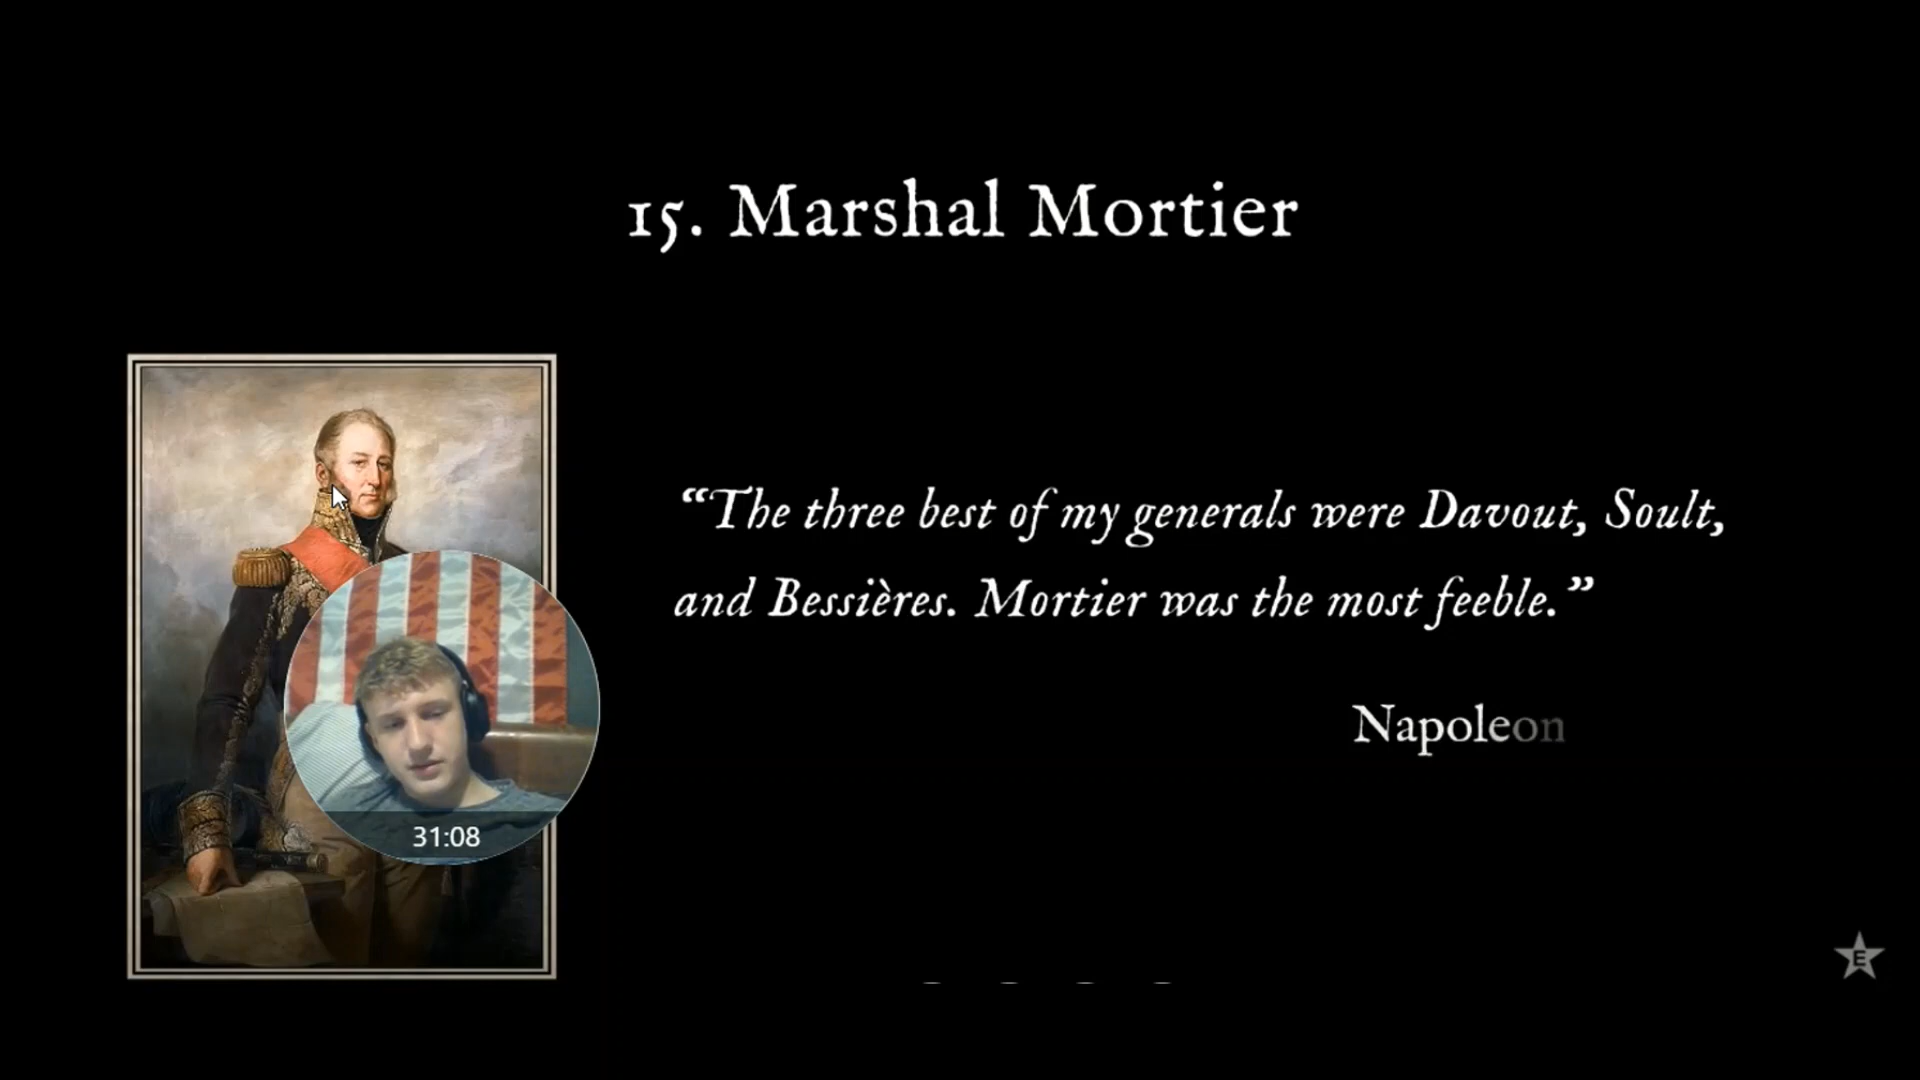 15. Marshal Mortier
“The three best of my generals were Davout, Soult,
and Bessières. Mortier was the most feeble.”
Napoleon
31:08
E